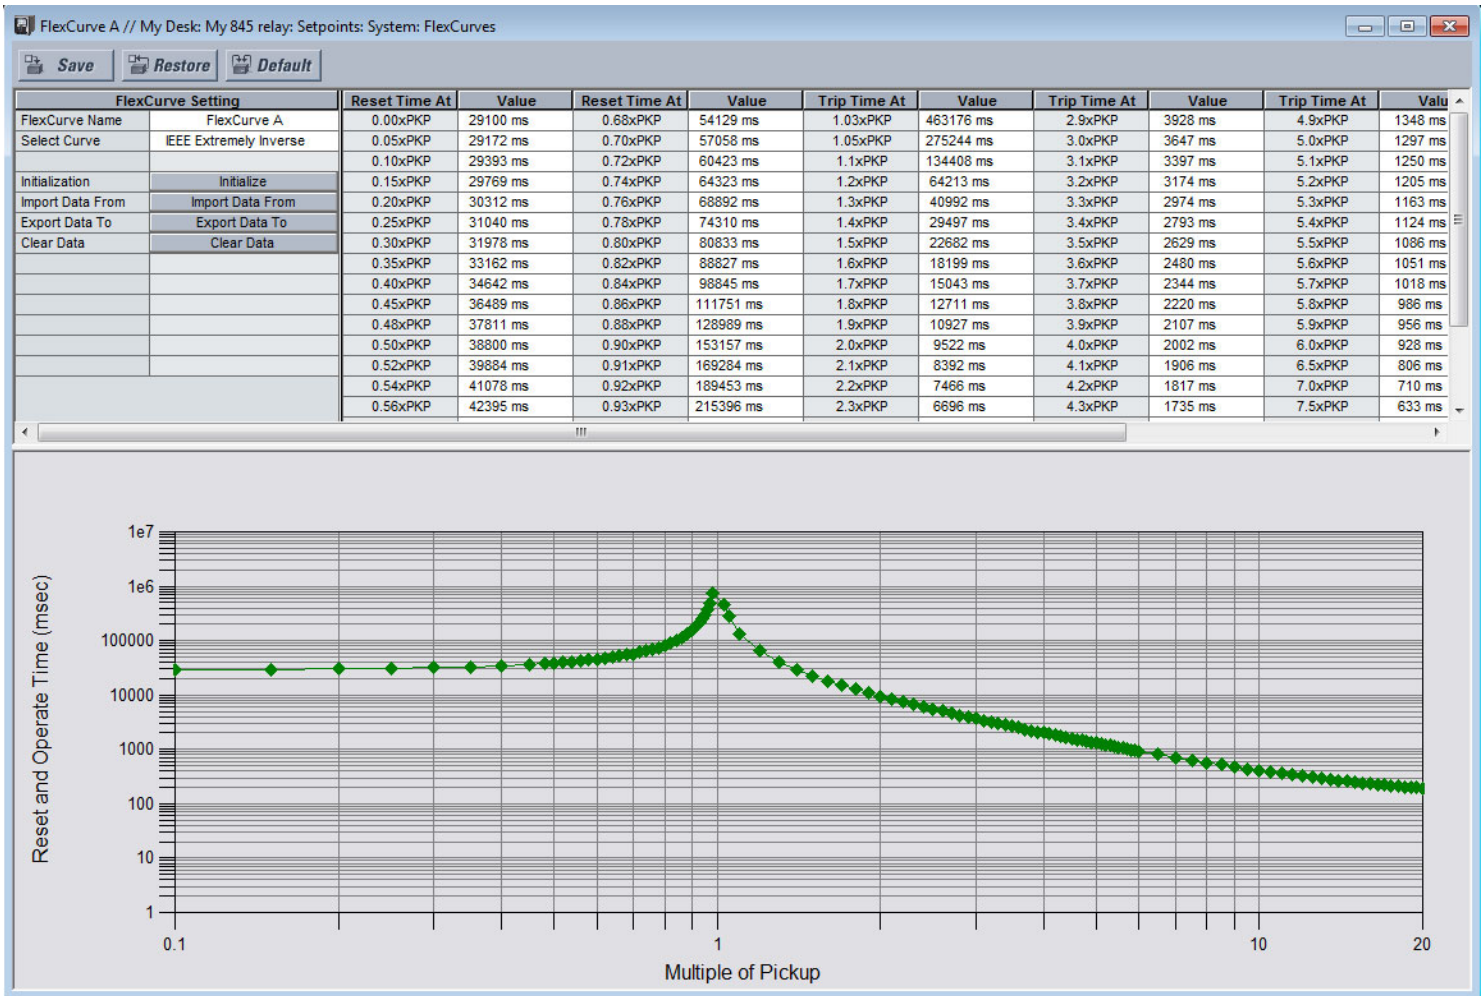 FlexCurve A // My Desk: My 845 relay: Setpoints: System: FlexCurves
Save Restore Default
FlexCurve Setting Reset Time At Value Reset Time At Value Trip Time At Value Trip Time At Value Trip Time At Valu
FlexCurve Name FlexCurve A 0.00xPKP 29100 ms 0.68xPKP 54129 ms 1.03xPKP 463176 ms 2.9xPKP 3928 ms 4.9xPKP 1348 ms
Select Curve IEEE Extremely Inverse 0.05xPKP 29172 ms 0.70xPKP 57058 ms 1.05xPKP 275244 ms 3.0xPKP 3647 ms 5.0xPKP 1297 ms
0.10xPKP 29393 ms 0.72xPKP 60423 ms 1.1xPKP 134408 ms 3.1xPKP 3397 ms 5.1xPKP 1250 ms
Initialization Initialize 0.15xPKP 29769 ms 0.74xPKP 64323 ms 1.2xPKP 64213 ms 3.2xPKP 3174 ms 5.2xPKP 1205 ms
Import Data From Import Data From 0.20xPKP 30312 ms 0.76xPKP 68892 ms 1.3xPKP 40992 ms 3.3xPKP 2974 ms 5.3xPKP 1163 ms
Export Data To Export Data To 0.25xPKP 31040 ms 0.78xPKP 74310 ms 1.4xPKP 29497 ms 3.4xPKP 2793 ms 5.4xPKP 1124 ms
Clear Data Clear Data 0.30xPKP 31978 ms 0.80xPKP 80833 ms 1.5xPKP 22682 ms 3.5xPKP 2629 ms 5.5xPKP 1086 ms
0.35xPKP 33162 ms 0.82xPKP 88827 ms 1.6xPKP 18199 ms 3.6xPKP 2480 ms 5.6xPKP 1051 ms
0.40xPKP 34642 ms 0.84xPKP 98845 ms 1.7xPKP 15043 ms 3.7xPKP 2344 ms 5.7xPKP 1018 ms
0.45xPKP 36489 ms 0.86xPKP 111751 ms 1.8xPKP 12711 ms 3.8xPKP 2220 ms 5.8xPKP 986 ms
0.48xPKP 37811 ms 0.88xPKP 128989 ms 1.9xPKP 10927 ms 3.9xPKP 2107 ms 5.9xPKP 956 ms
0.50xPKP 38800 ms 0.90xPKP 153157 ms 2.0xPKP 9522 ms 4.0xPKP 2002 ms 6.0xPKP 928 ms
0.52xPKP 39884 ms 0.91xPKP 169284 ms 2.1xPKP 8392 ms 4.1xPKP 1906 ms 6.5xPKP 806 ms
0.54xPKP 41078 ms 0.92xPKP 189453 ms 2.2xPKP 7466 ms 4.2xPKP 1817 ms 7.0xPKP 710 ms
0.56xPKP 42395 ms 0.93xPKP 215396 ms 2.3xPKP 6696 ms 4.3xPKP 1735 ms 7.5xPKP 633 ms
Reset and Operate Time (msec)
1e7
1e6
100000
10000
1000
100
10
1
0.1 1 10 20
Multiple of Pickup